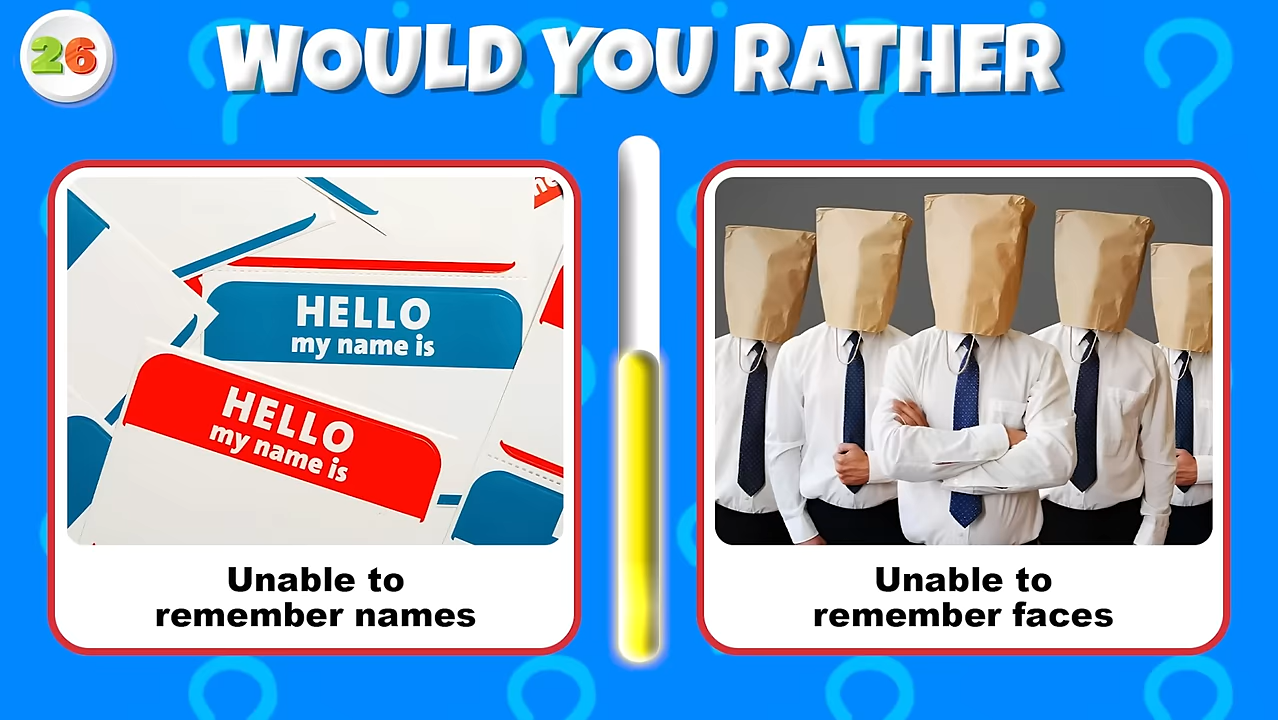 26
WOULD YOU RATHER
HELLO
my name is
HELLO
my name is
Unable to
remember names
Unable to
remember faces